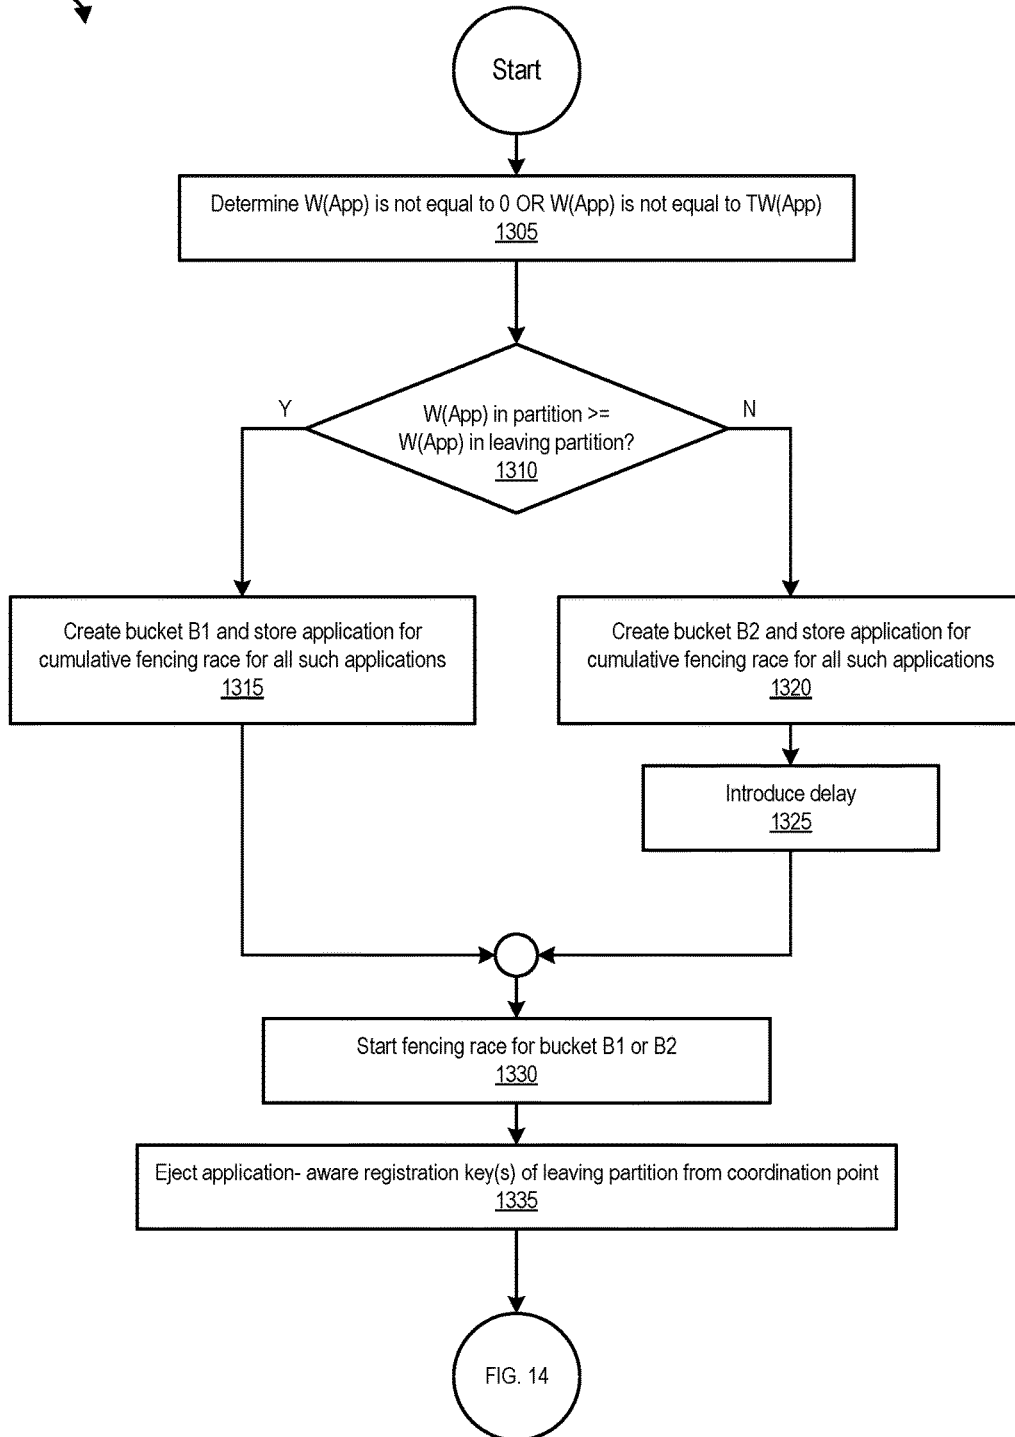 Start
Determine W(App) is not equal to 0 OR W(App) is not equal to TW(App)
1305
Y
N
W(App) in partition >=
W(App) in leaving partition?
1310
Create bucket B1 and store application for
cumulative fencing race for all such applications
1315
Create bucket B2 and store application for
cumulative fencing race for all such applications
1320
Introduce delay
1325
Start fencing race for bucket B1 or B2
1330
Eject application- aware registration key(s) of leaving partition from coordination point
1335
FIG. 14